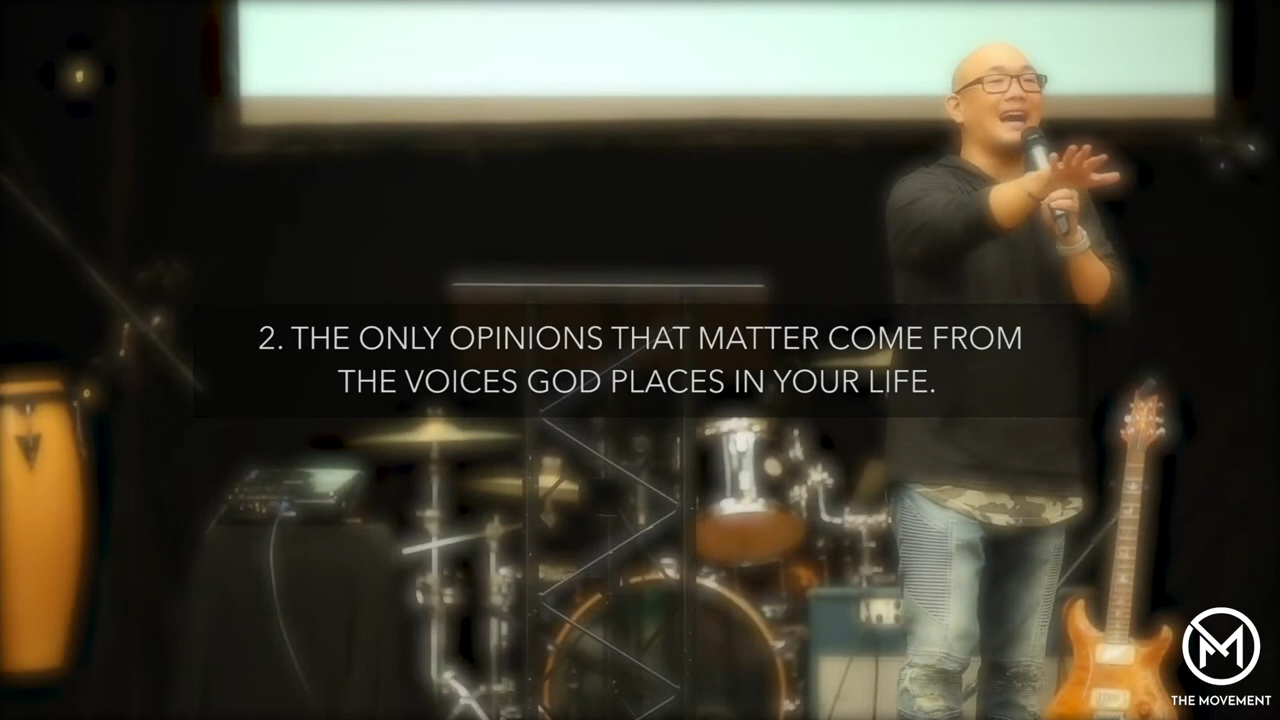 2. THE ONLY OPINIONS THAT MATTER COME FROM
THE VOICES GOD PLACES IN YOUR LIFE.
M
THE MOVEMENT